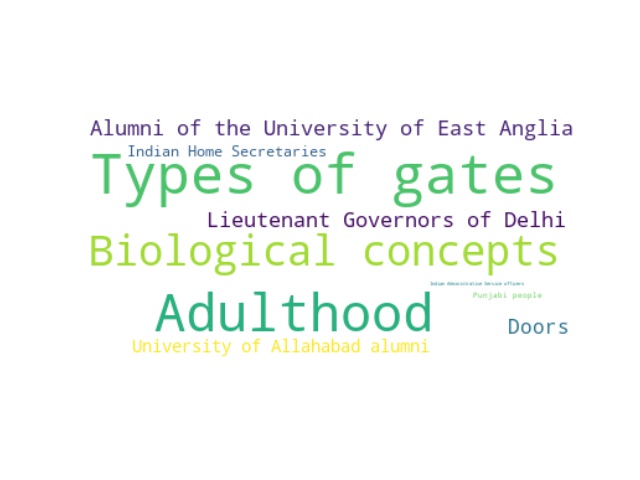 Alumni of the University of East Anglia
Indian Home Secretaries
Types of gates
Lieutenant Governors of Delhi
Biological concepts
Indian Administrative Service officers
Punjabi people
Adulthood
Doors
University of Allahabad alumni